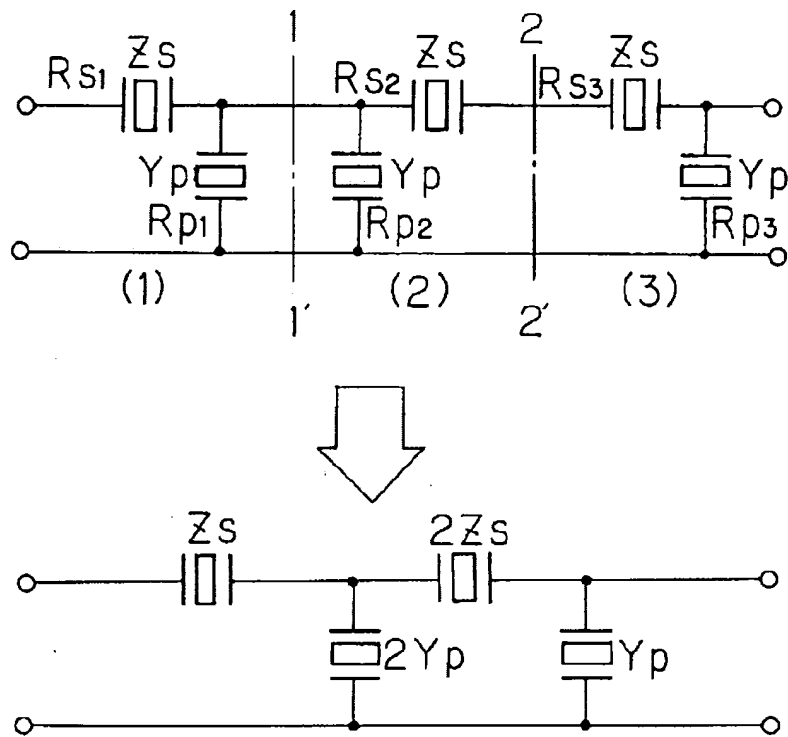 1 2
Zs Zs Zs
Rs1 Rs2 Rs3
Yp Yp Yp
Rp1 Rp2 Rp3
(1) (2) (3)
1' 2'
Zs 2Zs
2Yp Yp